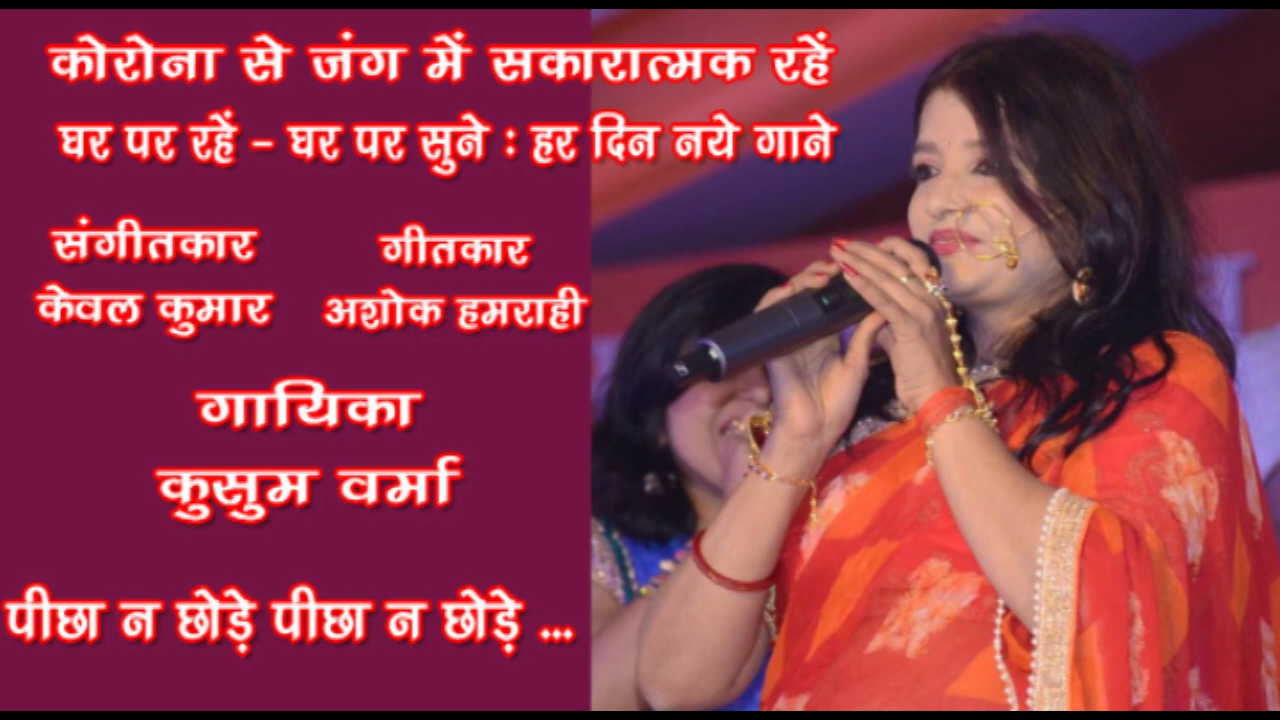 कोरोना से जंग में सकारात्मक रहें
घर पर रहें - घर पर सुने : हर दिन नये गाने
संगीतकार
केवल कुमार
गीतकार
अशोक हमराही
गायिका
कुसुम वर्मा
पीछा न छोड़े पीछा न छोड़े ...